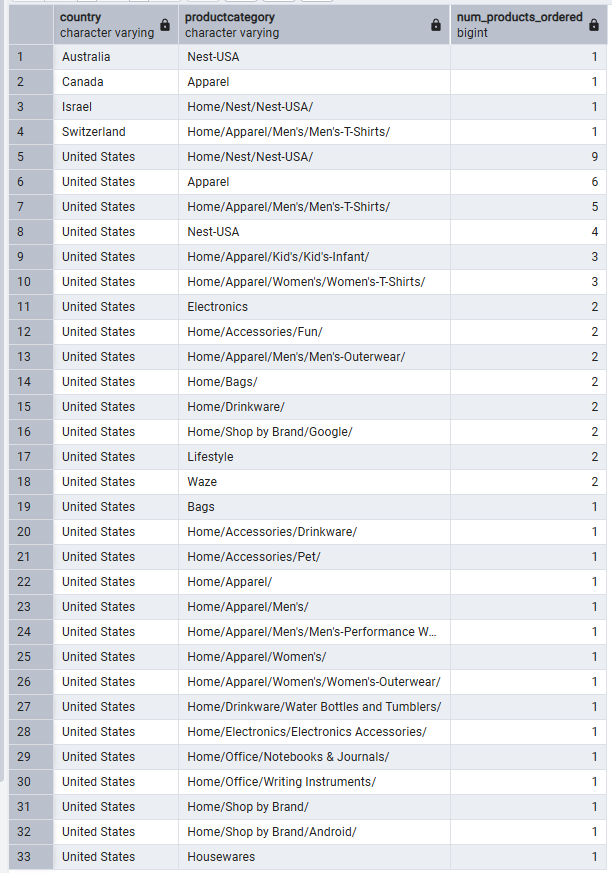 country productcategory num_products_ordered
character varying character varying bigint
1 Australia Nest-USA 1
2 Canada Apparel 1
3 Israel Home/Nest/Nest-USA/ 1
4 Switzerland Home/Apparel/Men's/Men's-T-Shirts/ 1
5 United States Home/Nest/Nest-USA/ 9
6 United States Apparel 6
7 United States Home/Apparel/Men's/Men's-T-Shirts/ 5
8 United States Nest-USA 4
9 United States Home/Apparel/Kid's/Kid's-Infant/ 3
10 United States Home/Apparel/Women's/Women's-T-Shirts/ 3
11 United States Electronics 2
12 United States Home/Accessories/Fun/ 2
13 United States Home/Apparel/Men's/Men's-Outerwear/ 2
14 United States Home/Bags/ 2
15 United States Home/Drinkware/ 2
16 United States Home/Shop by Brand/Google/ 2
17 United States Lifestyle 2
18 United States Waze 2
19 United States Bags 1
20 United States Home/Accessories/Drinkware/ 1
21 United States Home/Accessories/Pet/ 1
22 United States Home/Apparel/ 1
23 United States Home/Apparel/Men's/ 1
24 United States Home/Apparel/Men's/Men's-Performance W... 1
25 United States Home/Apparel/Women's/ 1
26 United States Home/Apparel/Women's/Women's-Outerwear/ 1
27 United States Home/Drinkware/Water Bottles and Tumblers/ 1
28 United States Home/Electronics/Electronics Accessories/ 1
29 United States Home/Office/Notebooks & Journals/ 1
30 United States Home/Office/Writing Instruments/ 1
31 United States Home/Shop by Brand/ 1
32 United States Home/Shop by Brand/Android/ 1
33 United States Housewares 1